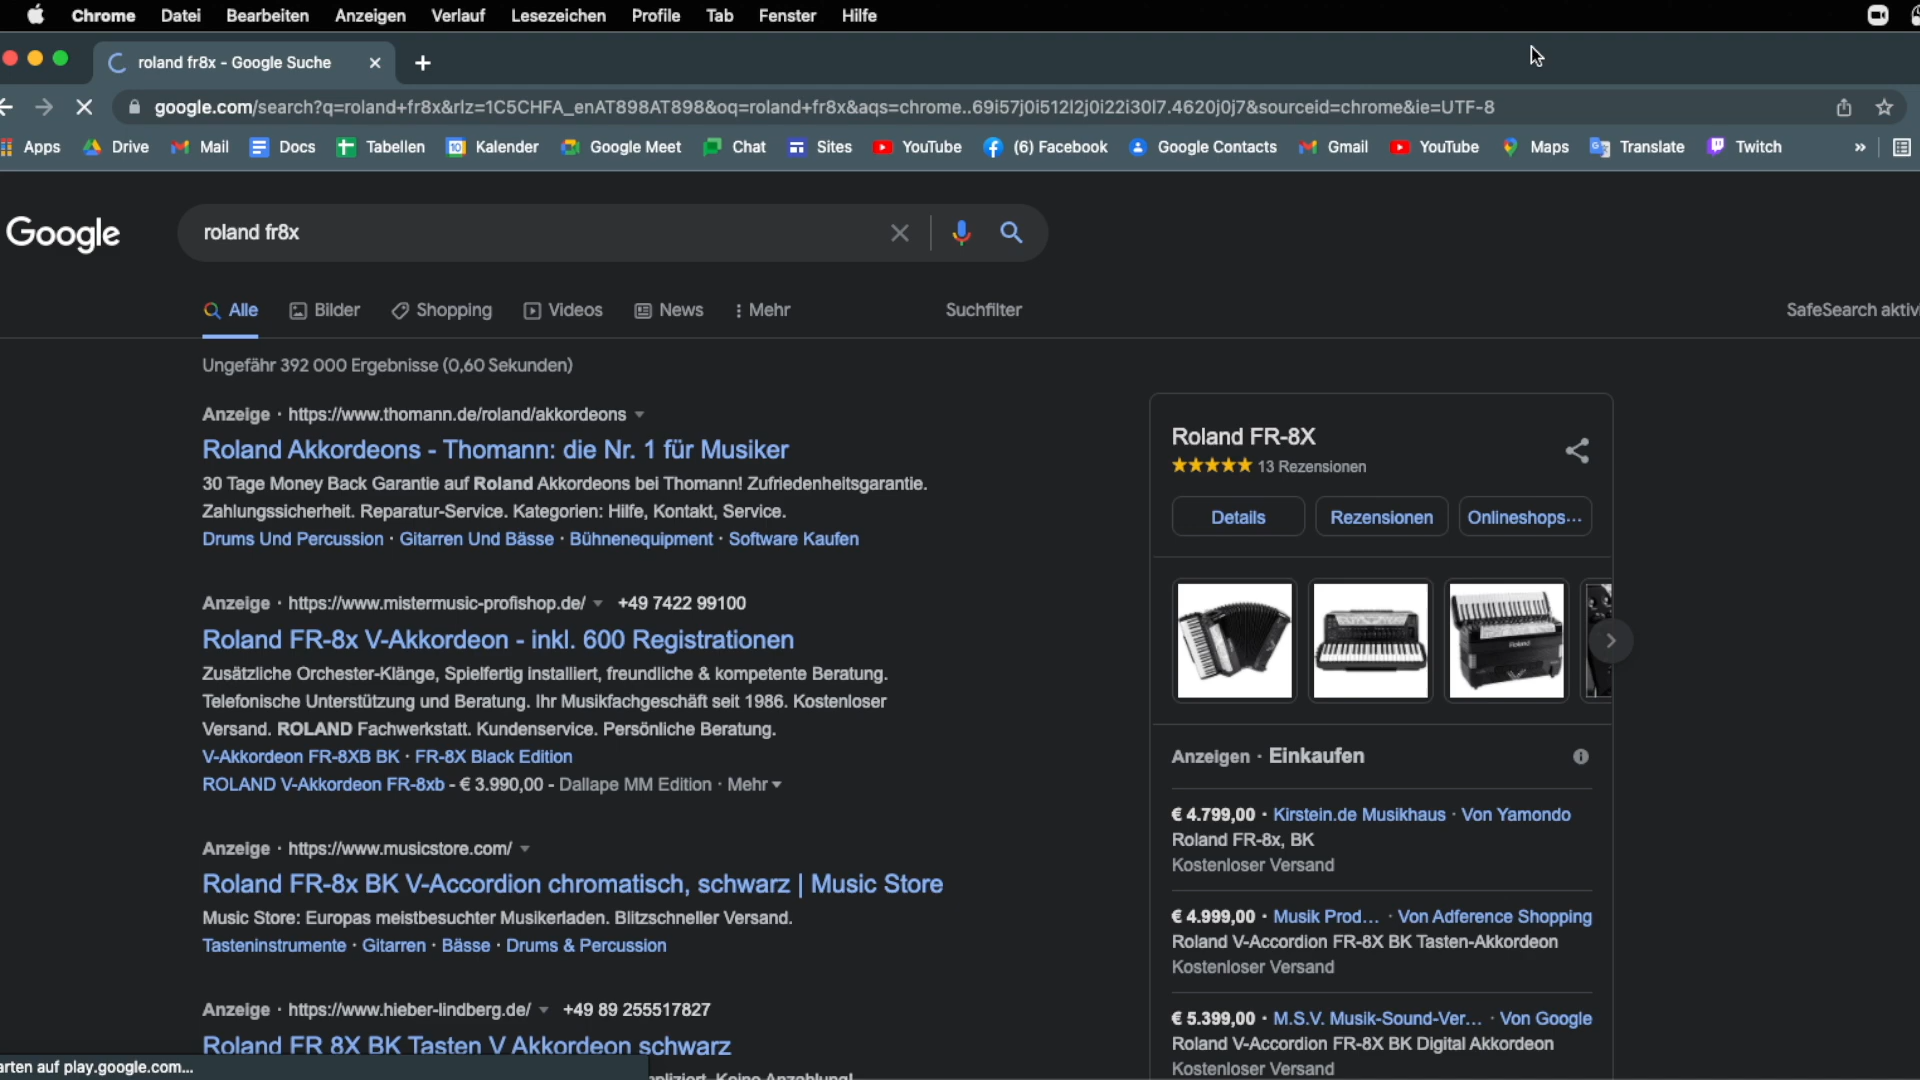 Chrome Datei Bearbeiten Anzeigen Verlauf Lesezeichen Profile Tab Fenster Hilfe
roland fr8x - Google Suche
google.com/search?q=roland+fr8x&rlz=1C5CHFA_enAT898AT898&oq=roland+fr8x&aqs=chrome..69i57j0i512l2j0i22i30l7.4620j0j7&sourceid=chrome&ie=UTF-8
Apps Drive Mail Docs Tabellen Kalender Google Meet Chat Sites YouTube (6) Facebook Google Contacts Gmail YouTube Maps Translate Twitch »
Google
roland fr8x
Alle Bilder Shopping Videos News Mehr Suchfilter SafeSearch aktivi
Ungefähr 392 000 Ergebnisse (0,60 Sekunden)
Anzeige · https://www.thomann.de/roland/akkordeons
Roland Akkordeons - Thomann: die Nr. 1 für Musiker
30 Tage Money Back Garantie auf Roland Akkordeons bei Thomann! Zufriedenheitsgarantie.
Zahlungssicherheit. Reparatur-Service. Kategorien: Hilfe, Kontakt, Service.
Drums Und Percussion · Gitarren Und Bässe · Bühnenequipment · Software Kaufen
Anzeige · https://www.mistermusic-profishop.de/ +49 7422 99100
Roland FR-8x V-Akkordeon - inkl. 600 Registrationen
Zusätzliche Orchester-Klänge, Spielfertig installiert, freundliche & kompetente Beratung.
Telefonische Unterstützung und Beratung. Ihr Musikfachgeschäft seit 1986. Kostenloser
Versand. ROLAND Fachwerkstatt. Kundenservice. Persönliche Beratung.
V-Akkordeon FR-8XB BK · FR-8X Black Edition
ROLAND V-Akkordeon FR-8xb - € 3.990,00 - Dallape MM Edition · Mehr
Anzeige · https://www.musicstore.com/
Roland FR-8x BK V-Accordion chromatisch, schwarz | Music Store
Music Store: Europas meistbesuchter Musikerladen. Blitzschneller Versand.
Tasteninstrumente · Gitarren · Bässe · Drums & Percussion
Anzeige · https://www.hieber-lindberg.de/ +49 89 255517827
Roland FR 8X BK Tasten V Akkordeon schwarz
arten auf play.google.com...
Roland FR-8X
13 Rezensionen
Details Rezensionen Onlineshops...
Roland
Anzeigen · Einkaufen
€ 4.799,00 · Kirstein.de Musikhaus · Von Yamondo
Roland FR-8x, BK
Kostenloser Versand
€ 4.999,00 · Musik Prod... · Von Adference Shopping
Roland V-Accordion FR-8X BK Tasten-Akkordeon
Kostenloser Versand
€ 5.399,00 · M.S.V. Musik-Sound-Ver... · Von Google
Roland V-Accordion FR-8X BK Digital Akkordeon
Kostenloser Versand